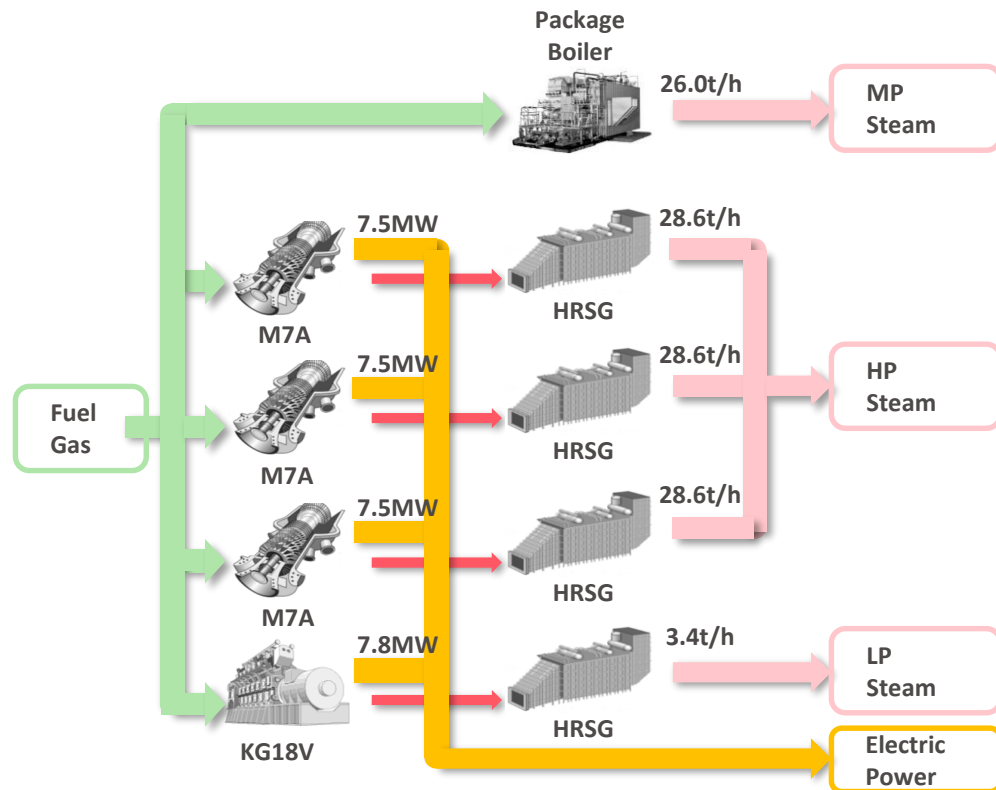 Package
Boiler
26.0t/h
MP
Steam
7.5MW
28.6t/h
M7A
HRSG
7.5MW
28.6t/h
Fuel
Gas
M7A
HRSG
HP
Steam
7.5MW
28.6t/h
M7A
HRSG
7.8MW
3.4t/h
LP
Steam
KG18V
HRSG
Electric
Power